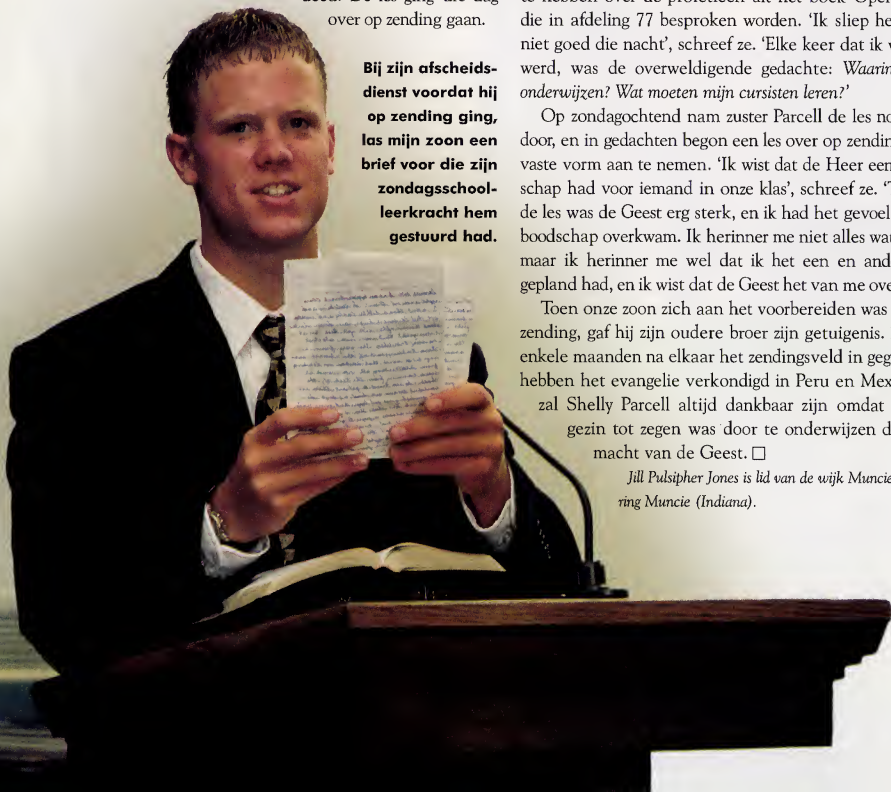 over op zending gaan.
Bij zijn afscheids-
dienst voordat hij
op zending ging,
las mijn zoon een
brief voor die zijn
zondagsschool-
leerkracht hem
gestuurd had.
die in afdeling 77 besproken worden. 'Ik sliep he
niet goed die nacht', schreef ze. 'Elke keer dat ik
werd, was de overweldigende gedachte: Waarin
onderwijzen? Wat moeten mijn cursisten leren?'
Op zondagochtend nam zuster Parcell de les no
door, en in gedachten begon een les over op zendin
vaste vorm aan te nemen. 'Ik wist dat de Heer een
schap had voor iemand in onze klas', schreef ze. '
de les was de Geest erg sterk, en ik had het gevoel
boodschap overkwam. Ik herinner me niet alles wa
maar ik herinner me wel dat ik het een en and
gepland had, en ik wist dat de Geest het van me ove
Toen onze zoon zich aan het voorbereiden was
zending, gaf hij zijn oudere broer zijn getuigenis.
enkele maanden na elkaar het zendingsveld in geg
hebben het evangelie verkondigd in Peru en Mex
zal Shelly Parcell altijd dankbaar zijn omdat
gezin tot zegen was door te onderwijzen d
macht van de Geest. □
Jill Pulsipher Jones is lid van de wijk Muncie
ring Muncie (Indiana).